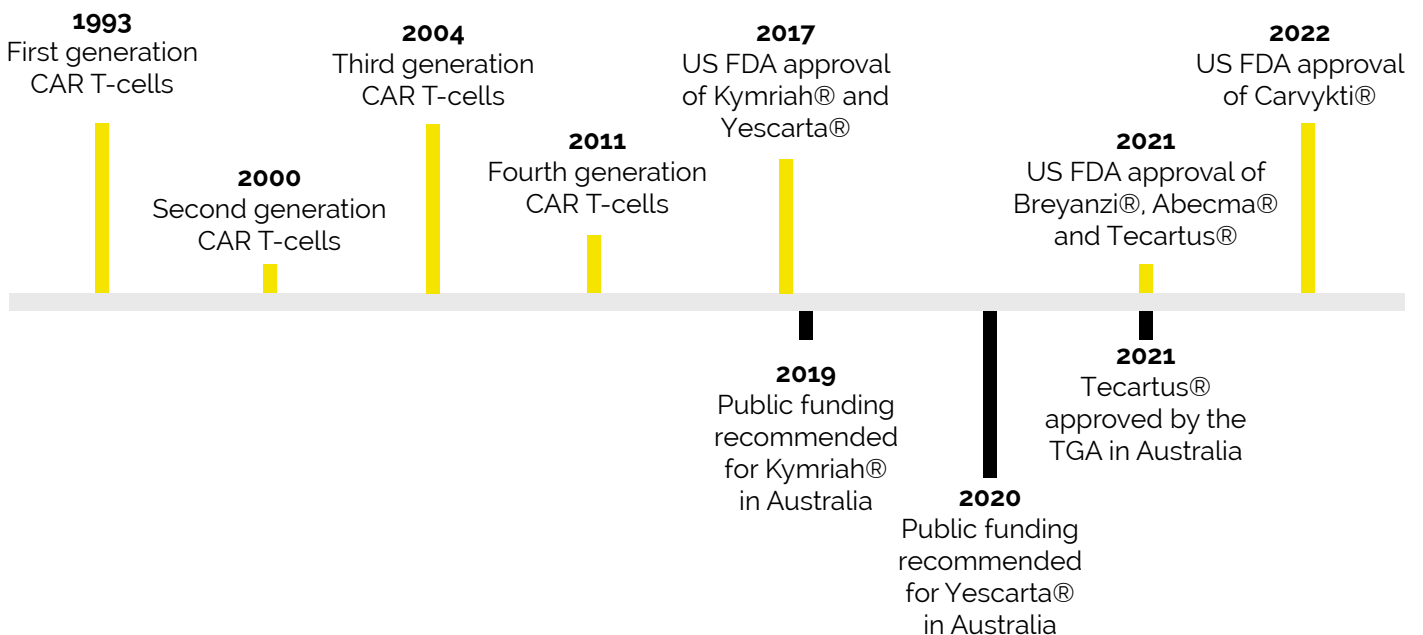 1993
First generation
CAR T-cells
2000
Second generation
CAR T-cells
2004
Third generation
CAR T-cells
2011
Fourth generation
CAR T-cells
2017
US FDA approval
of Kymriah® and
Yescarta®
2021
US FDA approval of
Breyanzi®, Abecma®
and Tecartus®
2022
US FDA approval
of Carvykti®
2019
Public funding
recommended
for Kymriah®
in Australia
2020
Public funding
recommended
for Yescarta®
in Australia
2021
Tecartus®
approved by the
TGA in Australia